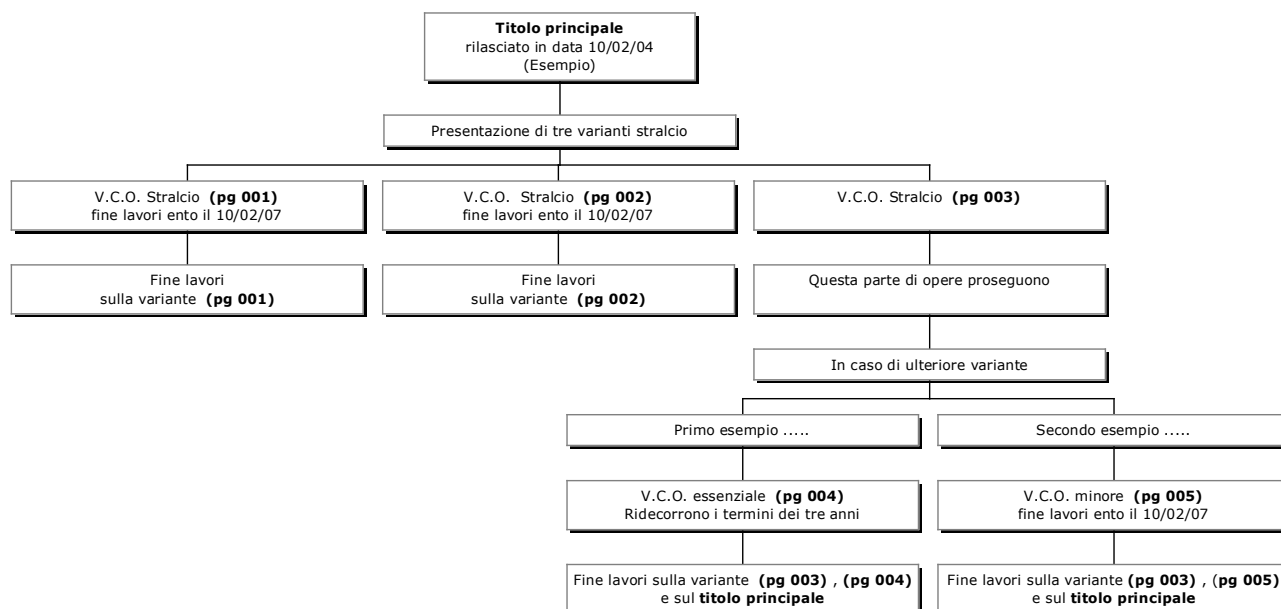 Titolo principale
rilasciato in data 10/02/04
(Esempio)
Presentazione di tre varianti stralcio
V.C.O. Stralcio (pg 001)
fine lavori ento il 10/02/07
V.C.O. Stralcio (pg 002)
fine lavori ento il 10/02/07
V.C.O. Stralcio (pg 003)
Fine lavori
sulla variante (pg 001)
Fine lavori
sulla variante (pg 002)
Questa parte di opere proseguono
In caso di ulteriore variante
Primo esempio .....
Secondo esempio .....
V.C.O. essenziale (pg 004)
Ridecorrono i termini dei tre anni
V.C.O. minore (pg 005)
fine lavori ento il 10/02/07
Fine lavori sulla variante (pg 003) , (pg 004)
e sul titolo principale
Fine lavori sulla variante (pg 003) , (pg 005)
e sul titolo principale